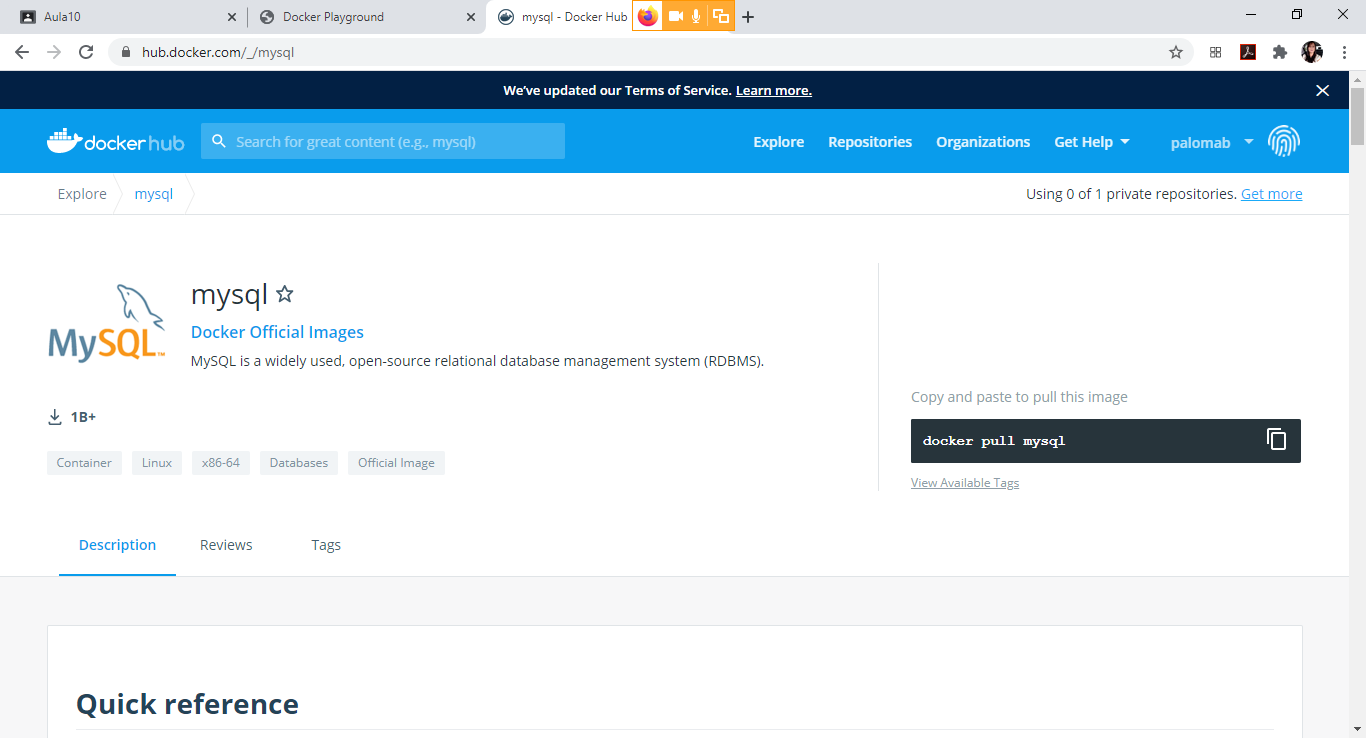 Aula10
Docker Playground
mysql - Docker Hub
hub.docker.com/_/mysql
We've updated our Terms of Service. Learn more.
docker hub
Search for great content (e.g., mysql)
Explore
Repositories
Organizations
Get Help
palomab
Explore
mysql
Using 0 of 1 private repositories. Get more
MySQL™
mysql
Docker Official Images
MySQL is a widely used, open-source relational database management system (RDBMS).
1B+
Container
Linux
x86-64
Databases
Official Image
Copy and paste to pull this image
docker pull mysql
View Available Tags
Description
Reviews
Tags
Quick reference